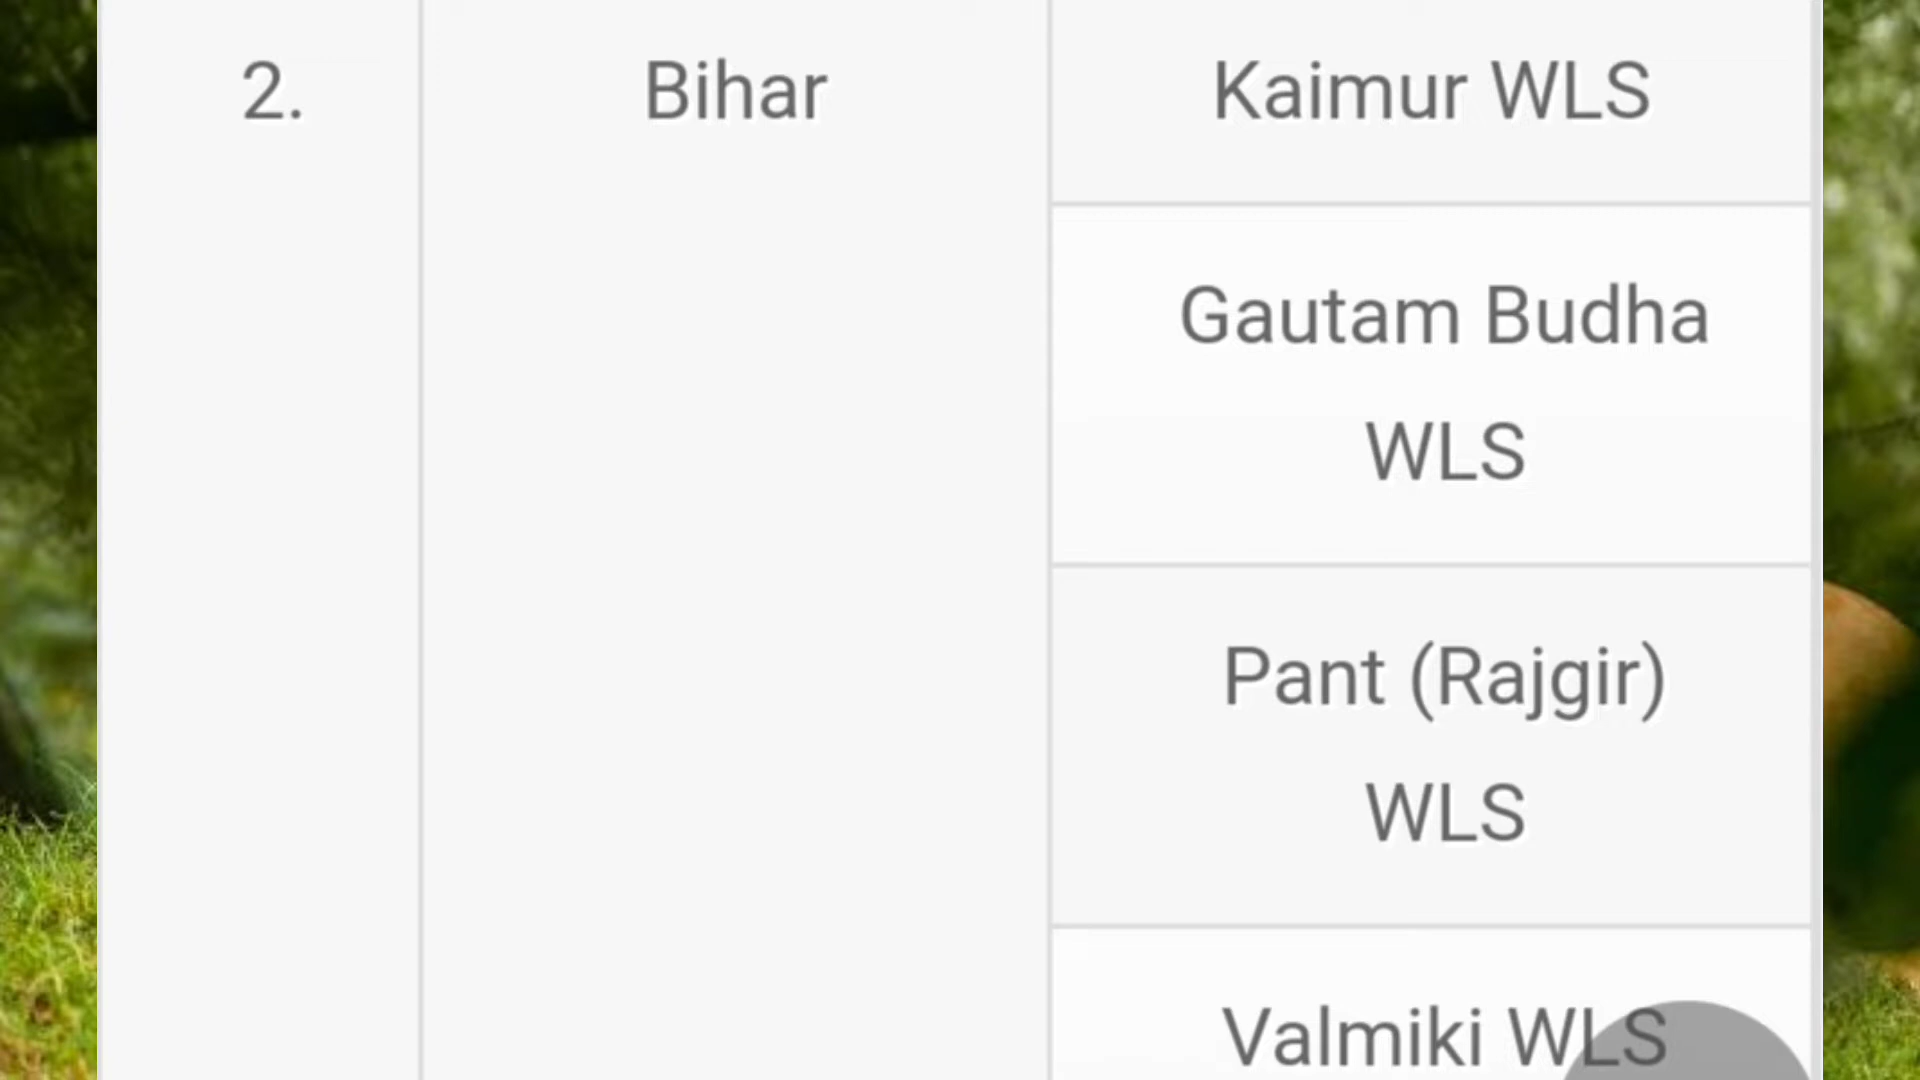 2.
Bihar
Kaimur WLS
Gautam Budha
WLS
Pant (Rajgir)
WLS
Valmiki WLS